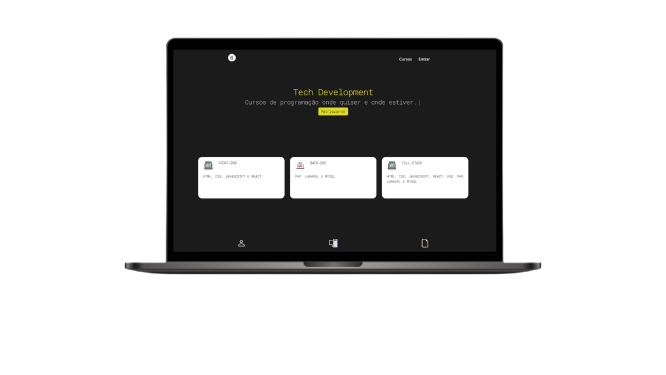 Cursos Entrar
Tech Development
Cursos de programação onde quiser e onde estiver.|
Matricule-se
FRONT-END
BACK-END
FULL-STACK
HTML, CSS, JAVASCRIPT E REACT.
PHP, LARAVEL E MYSQL.
HTML, CSS, JAVASCRIPT, REACT, PHP,
LARAVEL E MYSQL.